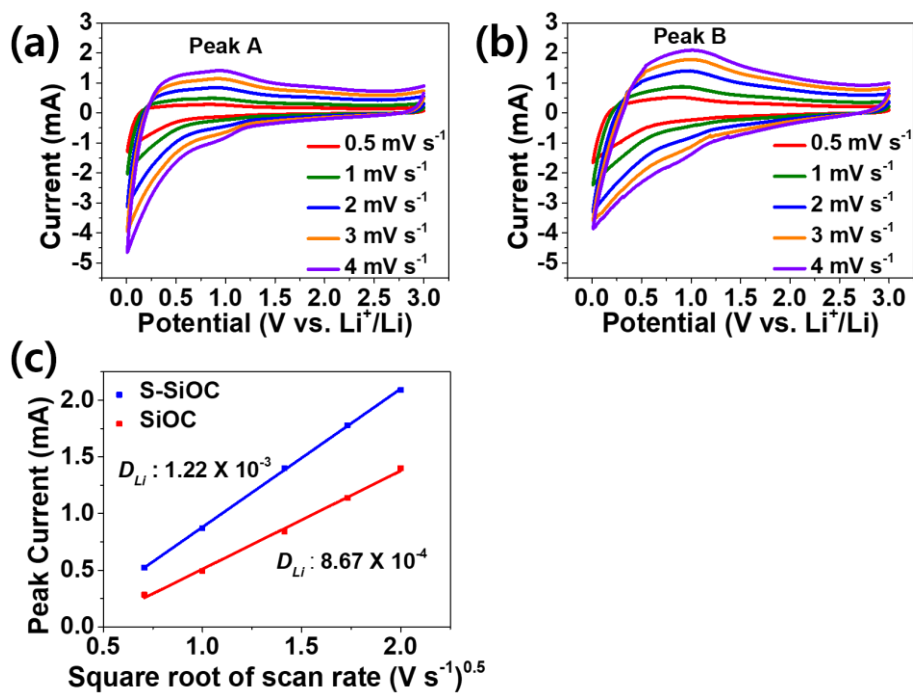 (a)
Peak A
Current (mA)
3
2
1
0
-1
-2
-3
-4
-5
0.5 mV s⁻¹
1 mV s⁻¹
2 mV s⁻¹
3 mV s⁻¹
4 mV s⁻¹
0.0 0.5 1.0 1.5 2.0 2.5 3.0
Potential (V vs. Li⁺/Li)
(b)
Peak B
Current (mA)
3
2
1
0
-1
-2
-3
-4
-5
0.5 mV s⁻¹
1 mV s⁻¹
2 mV s⁻¹
3 mV s⁻¹
4 mV s⁻¹
0.0 0.5 1.0 1.5 2.0 2.5 3.0
Potential (V vs. Li⁺/Li)
(c)
Peak Current (mA)
2.0
1.5
1.0
0.5
0.0
S-SiOC
SiOC
D_Li : 1.22 X 10⁻³
D_Li : 8.67 X 10⁻⁴
0.5 1.0 1.5 2.0
Square root of scan rate (V s⁻¹)⁰·⁵